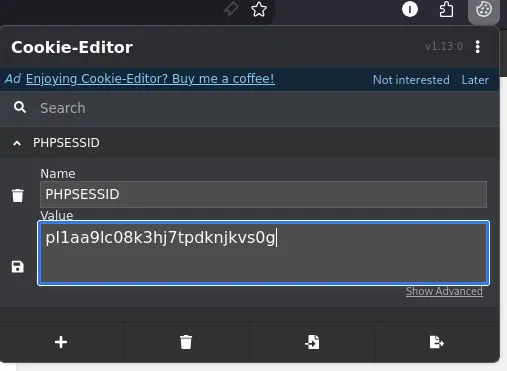 Cookie-Editor
v1.13.0
Ad Enjoying Cookie-Editor? Buy me a coffee!
Not interested Later
Search
PHPSESSID
Name
PHPSESSID
Value
pl1aa9lc08k3hj7tpdknjkvs0g
Show Advanced